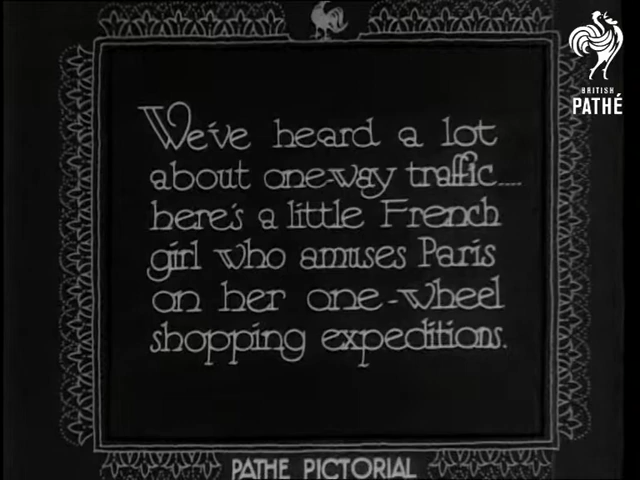 BRITISH
PATHÉ
We've heard a lot
about one-way traffic....
here's a little French
girl who amuses Paris
on her one-wheel
shopping expeditions.
PATHE PICTORIAL